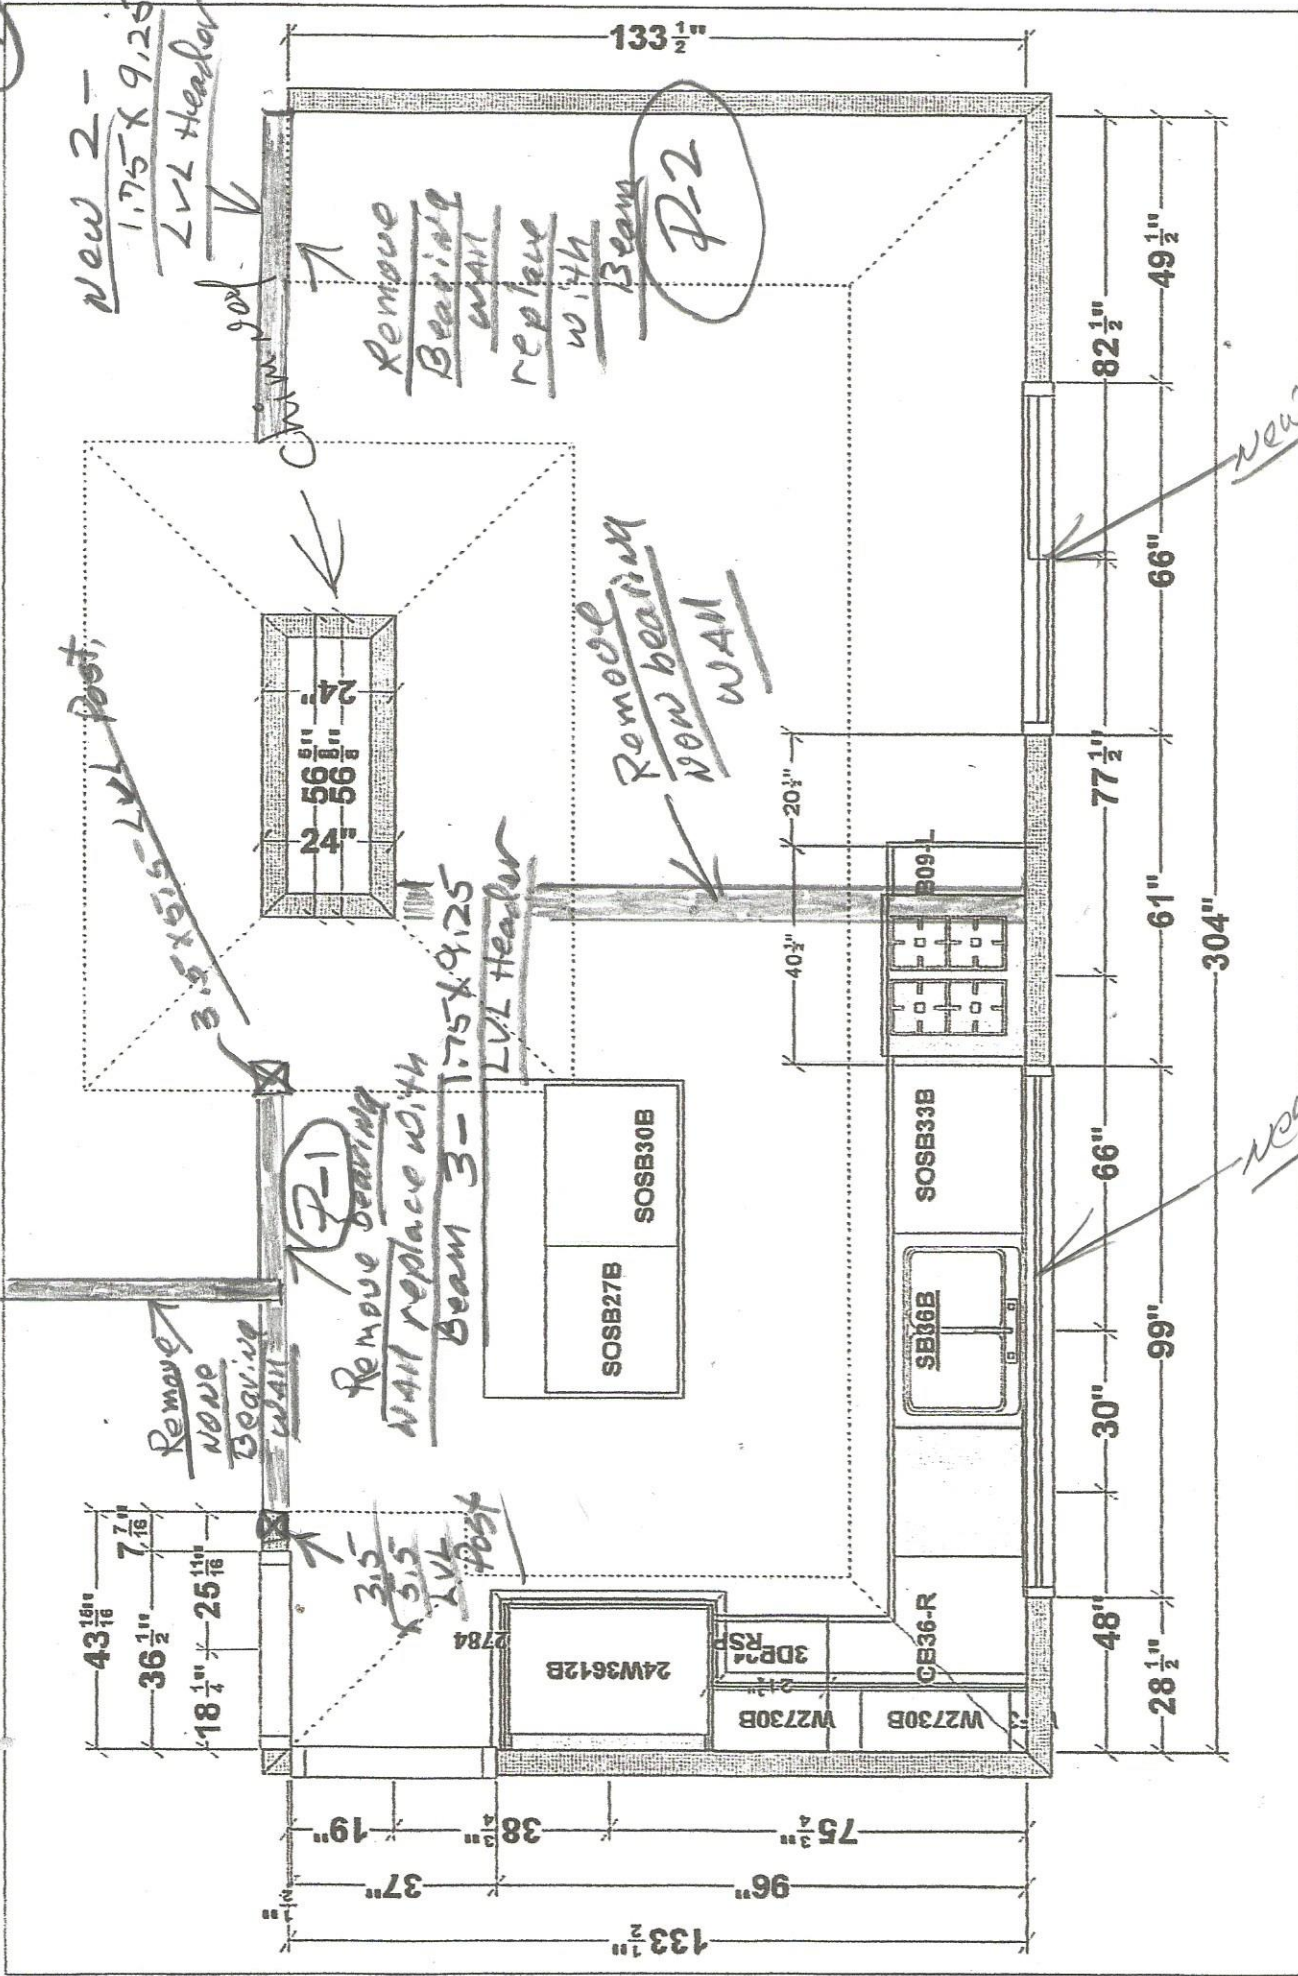 New 2-
1.75 X 9.25
LVL Header
133 1/2"
Chimney
Remove
Bearing
Wall
replace
with
Beam
P-2
3.5 x 5.5 LVL Post,
24"
56 5/8"
56 5/8"
24"
Remove
Non bearing
WAll
Remove
None
Bearing
WAll
P-1
Remove bearing
WAll replace with
Beam 3- 1.75 X 9.25
LVL Header
3.5
x 5.5
LVL
Post
43 15/16"
7 7/16"
36 1/2"
18 1/4"
25 11/16"
20 1/2"
40 1/2"
B09-L
SOSB27B
SOSB30B
SOSB33B
SB36B
CB36-R
2784
24W3612B
RSP
W2730B
W2730B
19"
38 3/4"
75 3/4"
37"
96"
1/2"
133 1/2"
48"
30"
66"
77 1/2"
82 1/2"
28 1/2"
99"
61"
66"
49 1/2"
304"
New